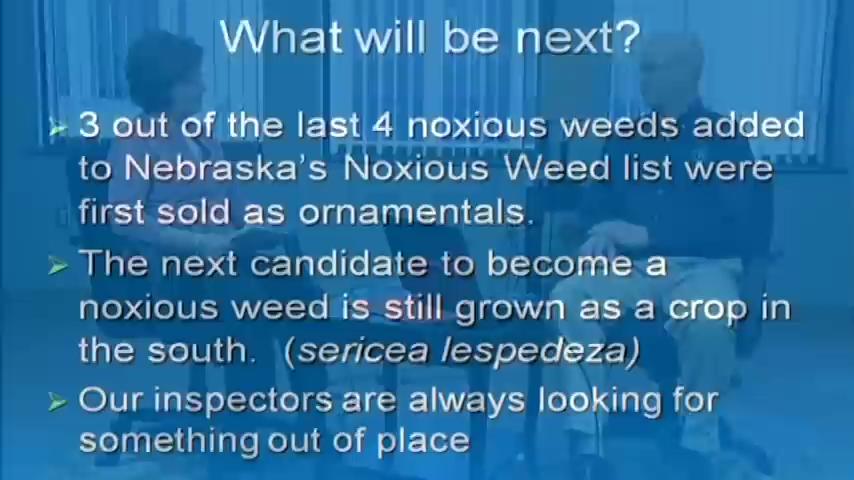 What will be next?
3 out of the last 4 noxious weeds added
to Nebraska's Noxious Weed list were
first sold as ornamentals.
The next candidate to become a
noxious weed is still grown as a crop in
the south. (sericea lespedeza)
Our inspectors are always looking for
something out of place